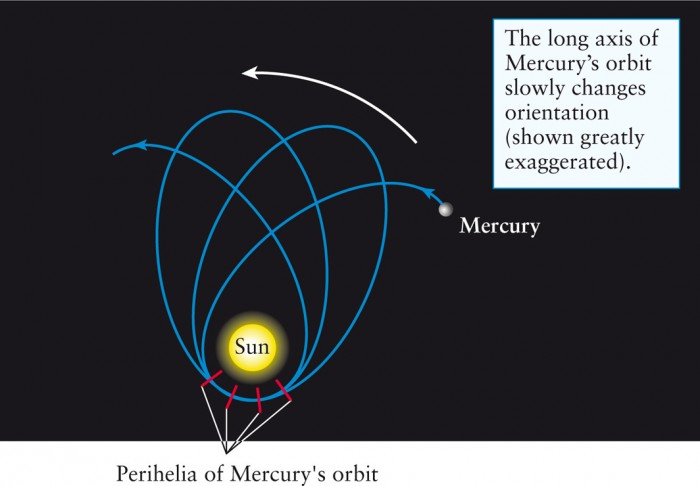 The long axis of
Mercury’s orbit
slowly changes
orientation
(shown greatly
exaggerated).
Mercury
Sun
Perihelia of Mercury's orbit